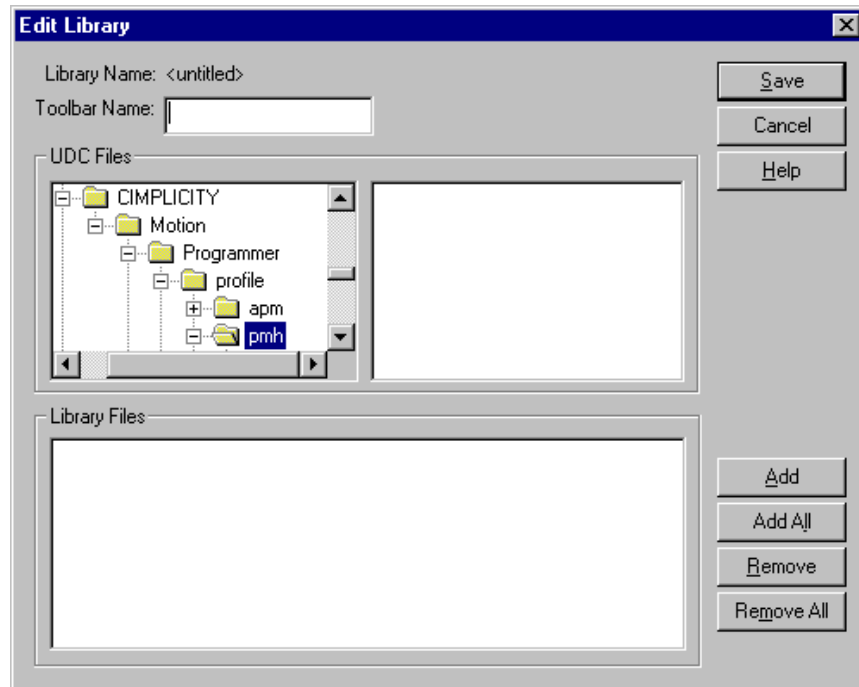 Edit Library
Library Name: <untitled>
Toolbar Name:
Save
Cancel
Help
UDC Files
CIMPLICITY
Motion
Programmer
profile
apm
pmh
Library Files
Add
Add All
Remove
Remove All